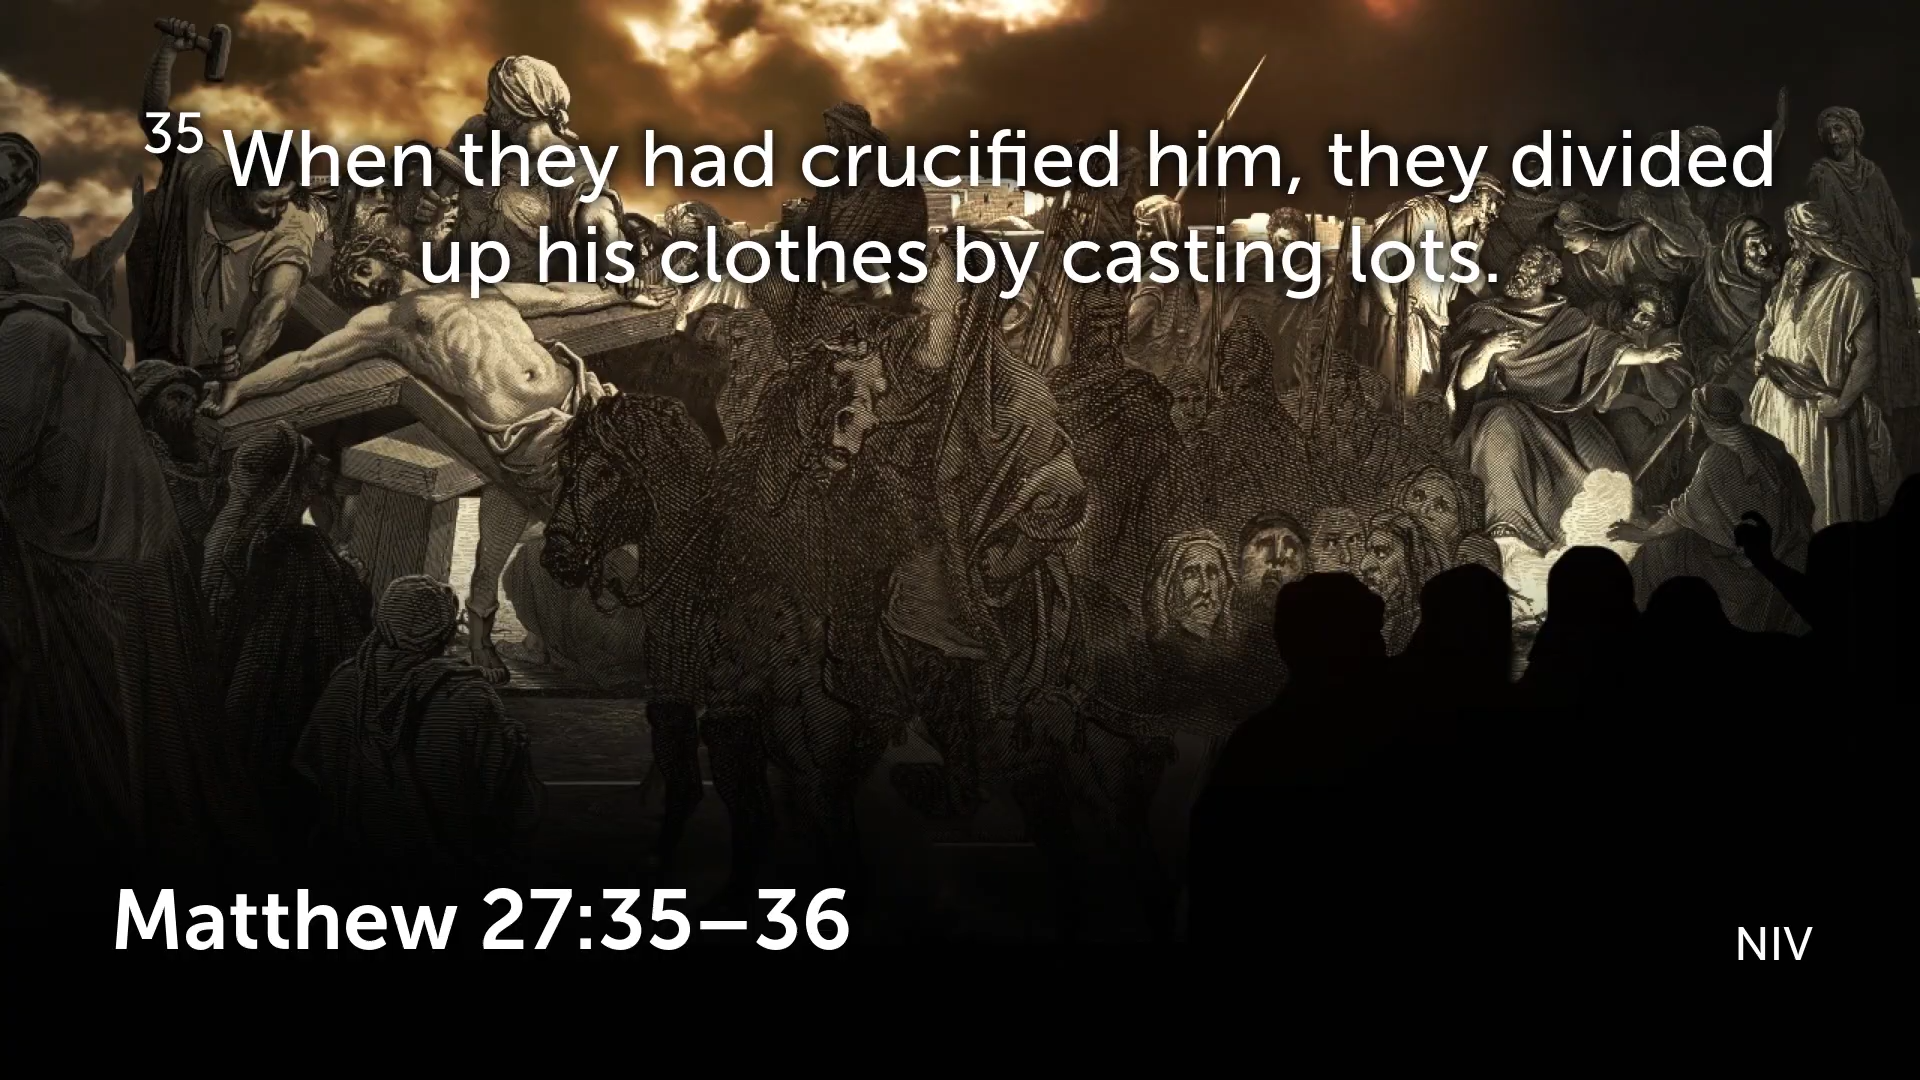 35 When they had crucified him, they divided
up his clothes by casting lots.
Matthew 27:35–36
NIV